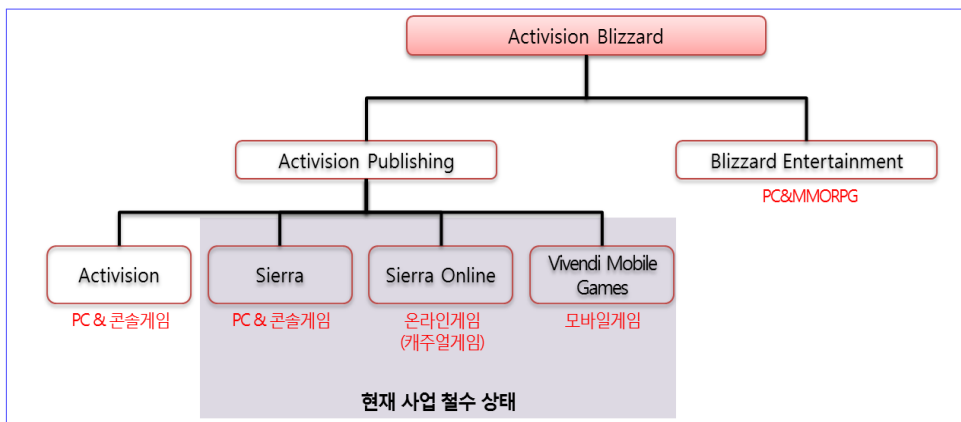 Activision Blizzard
Activision Publishing
Blizzard Entertainment
PC&MMORPG
Activision
Sierra
Sierra Online
Vivendi Mobile
Games
PC & 콘솔게임
PC & 콘솔게임
온라인게임
(캐주얼게임)
모바일게임
현재 사업 철수 상태